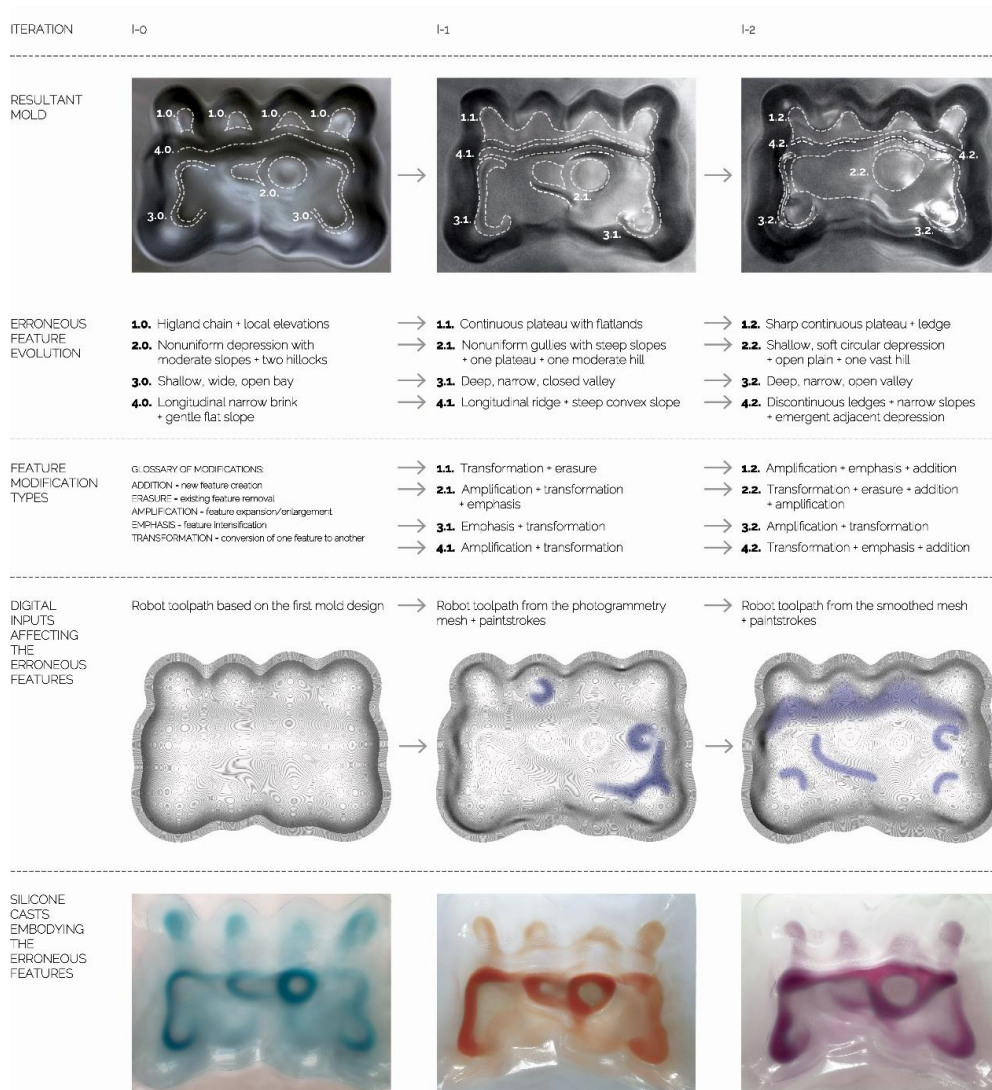 ITERATION
I-0
I-1
I-2
RESULTANT
MOLD
1.0.
1.0.
1.0.
1.0.
4.0.
2.0.
3.0.
3.0.
1.1.
4.1.
2.1.
3.1.
3.1.
1.2.
4.2.
4.2.
2.2.
3.2.
3.2.
ERRONEOUS
FEATURE
EVOLUTION
1.0. Higland chain + local elevations
2.0. Nonuniform depression with
moderate slopes + two hillocks
3.0. Shallow, wide, open bay
4.0. Longitudinal narrow brink
+ gentle flat slope
1.1. Continuous plateau with flatlands
2.1. Nonuniform gullies with steep slopes
+ one plateau + one moderate hill
3.1. Deep, narrow, closed valley
4.1. Longitudinal ridge + steep convex slope
1.2. Sharp continuous plateau + ledge
2.2. Shallow, soft circular depression
+ open plain + one vast hill
3.2. Deep, narrow, open valley
4.2. Discontinuous ledges + narrow slopes
+ emergent adjacent depression
FEATURE
MODIFICATION
TYPES
GLOSSARY OF MODIFICATIONS:
ADDITION - new feature creation
ERASURE - existing feature removal
AMPLIFICATION - feature expansion/enlargement
EMPHASIS - feature intensification
TRANSFORMATION - conversion of one feature to another
1.1. Transformation + erasure
2.1. Amplification + transformation
+ emphasis
3.1. Emphasis + transformation
4.1. Amplification + transformation
1.2. Amplification + emphasis + addition
2.2. Transformation + erasure + addition
+ amplification
3.2. Amplification + transformation
4.2. Transformation + emphasis + addition
DIGITAL
INPUTS
AFFECTING
THE
ERRONEOUS
FEATURES
Robot toolpath based on the first mold design
Robot toolpath from the photogrammetry
mesh + paintstrokes
Robot toolpath from the smoothed mesh
+ paintstrokes
SILICONE
CASTS
EMBODYING
THE
ERRONEOUS
FEATURES